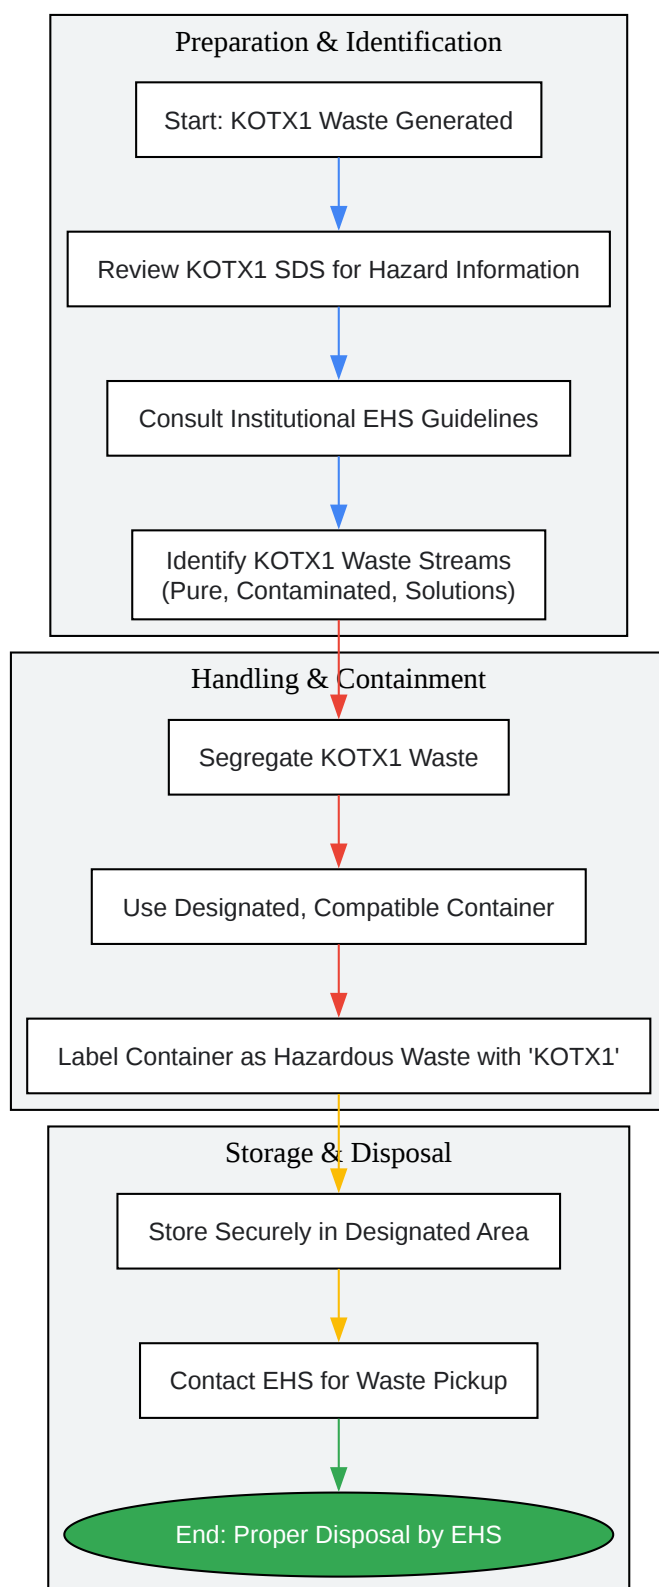 Preparation & Identification
Start: KOTX1 Waste Generated
Review KOTX1 SDS for Hazard Information
Consult Institutional EHS Guidelines
Identify KOTX1 Waste Streams
(Pure, Contaminated, Solutions)
Handling & Containment
Segregate KOTX1 Waste
Use Designated, Compatible Container
Label Container as Hazardous Waste with 'KOTX1'
Storage & Disposal
Store Securely in Designated Area
Contact EHS for Waste Pickup
End: Proper Disposal by EHS